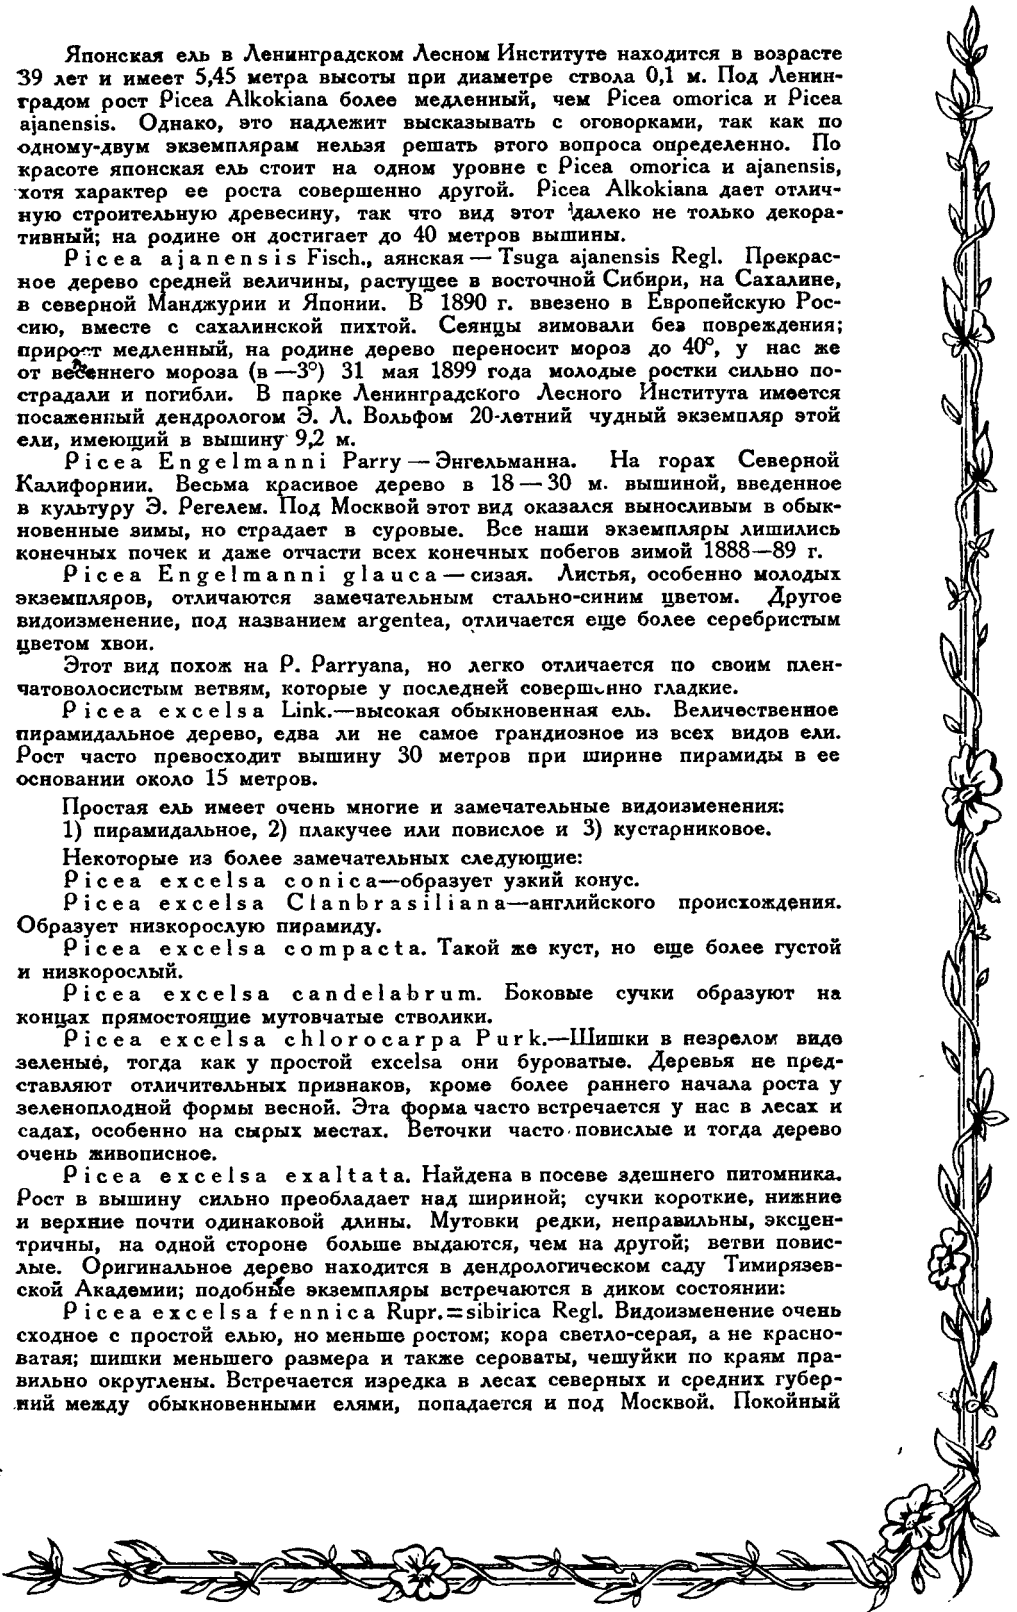 Японская ель в Ленинградском Лесном Институте находится в возрасте
39 лет и имеет 5,45 метра высоты при диаметре ствола 0,1 м. Под Ленин-
градом рост Picea Alkokiana более медленный, чем Picea omorica и Picea
ajanensis. Однако, это надлежит высказывать с оговорками, так как по
одному-двум экземплярам нельзя решать этого вопроса определенно. По
красоте японская ель стоит на одном уровне с Picea omorica и ajanensis,
хотя характер ее роста совершенно другой. Picea Alkokiana дает отлич-
ную строительную древесину, так что вид этот далеко не только декора-
тивный; на родине он достигает до 40 метров вышины.
Picea ajanensis Fisch., аянская — Tsuga ajanensis Regl. Прекрас-
ное дерево средней величины, растущее в восточной Сибири, на Сахалине,
в северной Манджурии и Японии. В 1890 г. ввезено в Европейскую Рос-
сию, вместе с сахалинской пихтой. Сеянцы зимовали без повреждения;
прирост медленный, на родине дерево переносит мороз до 40°, у нас же
от весеннего мороза (в —3°) 31 мая 1899 года молодые ростки сильно по-
страдали и погибли. В парке Ленинградского Лесного Института имеется
посаженный дендрологом Э. Л. Вольфом 20-летний чудный экземпляр этой
ели, имеющий в вышину 9,2 м.
Picea Engelmanni Parry — Энгельманна. На горах Северной
Калифорнии. Весьма красивое дерево в 18 — 30 м. вышиной, введенное
в культуру Э. Регелем. Под Москвой этот вид оказался выносливым в обык-
новенные зимы, но страдает в суровые. Все наши экземпляры лишились
конечных почек и даже отчасти всех конечных побегов зимой 1888—89 г.
Picea Engelmanni glauca — сизая. Листья, особенно молодых
экземпляров, отличаются замечательным стально-синим цветом. Другое
видоизменение, под названием argentea, отличается еще более серебристым
цветом хвои.
Этот вид похож на P. Parryana, но легко отличается по своим плен-
чатоволосистым ветвям, которые у последней совершенно гладкие.
Picea excelsa Link.—высокая обыкновенная ель. Величественное
пирамидальное дерево, едва ли не самое грандиозное из всех видов ели.
Рост часто превосходит вышину 30 метров при ширине пирамиды в ее
основании около 15 метров.
Простая ель имеет очень многие и замечательные видоизменения:
1) пирамидальное, 2) плакучее или повислое и 3) кустарниковое.
Некоторые из более замечательных следующие:
Picea excelsa conica—образует узкий конус.
Picea excelsa Clanbrasiliana—английского происхождения.
Образует низкорослую пирамиду.
Picea excelsa compacta. Такой же куст, но еще более густой
и низкорослый.
Picea excelsa candelabrum. Боковые сучки образуют на
концах прямостоящие мутовчатые стволики.
Picea excelsa chlorocarpa Purk.—Шишки в незрелом виде
зеленые, тогда как у простой excelsa они буроватые. Деревья не пред-
ставляют отличительных признаков, кроме более раннего начала роста у
зеленоплодной формы весной. Эта форма часто встречается у нас в лесах и
садах, особенно на сырых местах. Веточки часто повислые и тогда дерево
очень живописное.
Picea excelsa exaltata. Найдена в посеве здешнего питомника.
Рост в вышину сильно преобладает над шириной; сучки короткие, нижние
и верхние почти одинаковой длины. Мутовки редки, неправильны, эксцен-
тричны, на одной стороне больше выдаются, чем на другой; ветви повис-
лые. Оригинальное дерево находится в дендрологическом саду Тимирязев-
ской Академии; подобные экземпляры встречаются в диком состоянии:
Picea excelsa fennica Rupr.=sibirica Regl. Видоизменение очень
сходное с простой елью, но меньше ростом; кора светло-серая, а не красно-
ватая; шишки меньшего размера и также сероваты, чешуйки по краям пра-
вильно округлены. Встречается изредка в лесах северных и средних губер-
ний между обыкновенными елями, попадается и под Москвой. Покойный